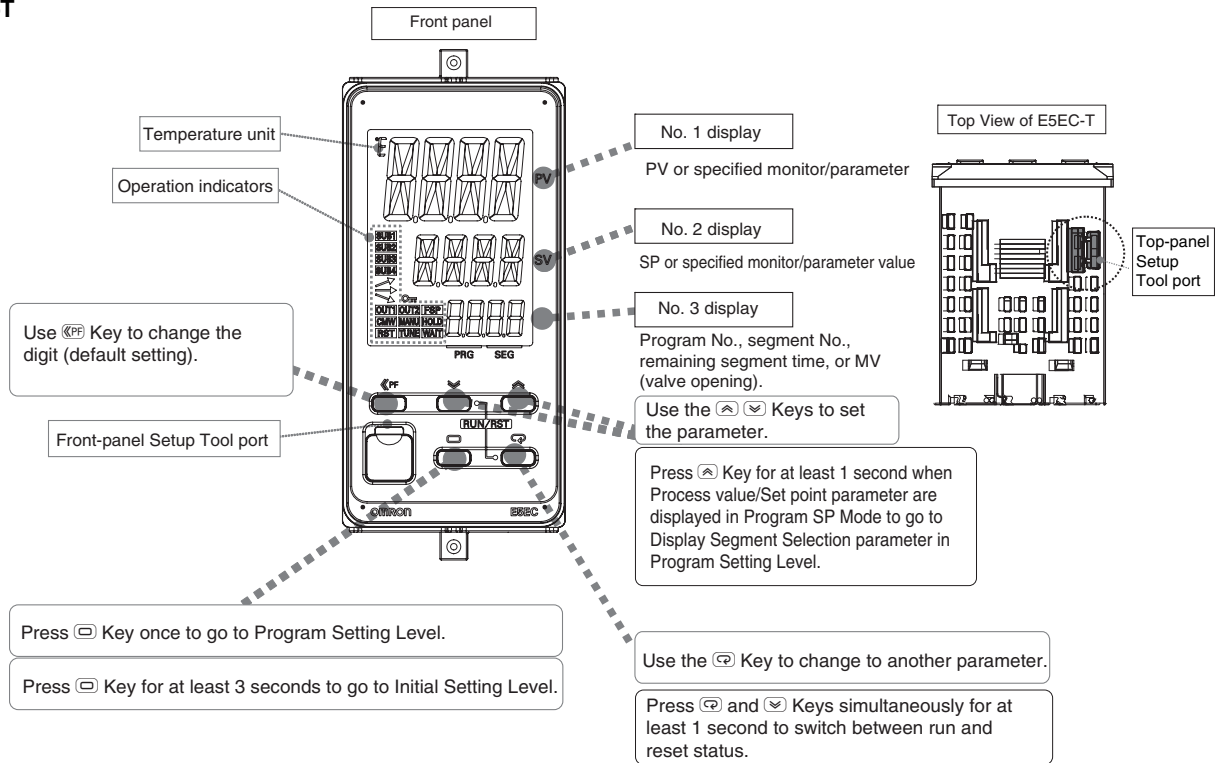 T
Front panel
Temperature unit
Operation indicators
Use PF Key to change the
digit (default setting).
Front-panel Setup Tool port
PV
SV
SUB1
SUB2
SUB3
SUB4
OUT1 OUT2 FSP
CMW MANU HOLD
RST TUNE WAIT
PRG SEG
PF
RUN/RST
OMRON E5EC
No. 1 display
PV or specified monitor/parameter
No. 2 display
SP or specified monitor/parameter value
No. 3 display
Program No., segment No.,
remaining segment time, or MV
(valve opening).
Use the Keys to set
the parameter.
Press Key for at least 1 second when
Process value/Set point parameter are
displayed in Program SP Mode to go to
Display Segment Selection parameter in
Program Setting Level.
Top View of E5EC-T
Top-panel
Setup
Tool port
Press Key once to go to Program Setting Level.
Press Key for at least 3 seconds to go to Initial Setting Level.
Use the Key to change to another parameter.
Press and Keys simultaneously for at
least 1 second to switch between run and
reset status.